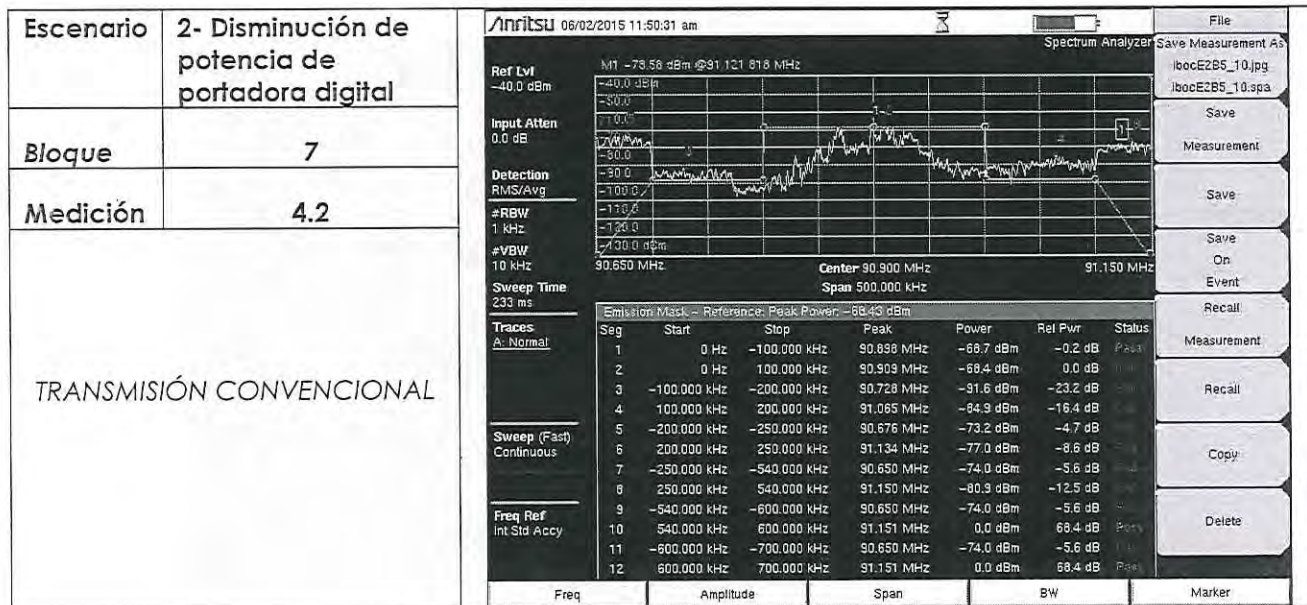 Escenario
2- Disminución de
potencia de
portadora digital
Bloque
7
Medición
4.2
TRANSMISIÓN CONVENCIONAL
Anritsu 06/02/2015 11:50:31 am
Spectrum Analyzer
Ref Lvl
-40.0 dBm
Input Atten
0.0 dB
Detection
RMS/Avg
#RBW
1 kHz
#VBW
10 kHz
Sweep Time
233 ms
Traces
A: Normal
Sweep (Fast)
Continuous
Freq Ref
Int Std Accy
M1 -78.58 dBm @91.121 818 MHz
-40.0 dBm
-50.0
-80.0
-90.0
-100.0
-110.0
-120.0
-130.0 dBm
90.650 MHz
Center 90.900 MHz
91.150 MHz
Span 500.000 kHz
Emission Mask - Reference: Peak Power: -68.43 dBm
Seg Start Stop Peak Power Rel Pwr Status
1 0 Hz -100.000 kHz 90.898 MHz -68.7 dBm -0.2 dB Pass
2 0 Hz 100.000 kHz 90.909 MHz -68.4 dBm 0.0 dB
3 -100.000 kHz -200.000 kHz 90.728 MHz -91.6 dBm -23.2 dB
4 100.000 kHz 200.000 kHz 91.065 MHz -84.9 dBm -16.4 dB
5 -200.000 kHz -250.000 kHz 90.676 MHz -73.2 dBm -4.7 dB
6 200.000 kHz 250.000 kHz 91.134 MHz -77.0 dBm -8.6 dB
7 -250.000 kHz -540.000 kHz 90.650 MHz -74.0 dBm -5.6 dB
8 250.000 kHz 540.000 kHz 91.150 MHz -80.9 dBm -12.5 dB
9 -540.000 kHz -600.000 kHz 90.650 MHz -74.0 dBm -5.6 dB
10 540.000 kHz 600.000 kHz 91.151 MHz 0.0 dBm 68.4 dB Pass
11 -600.000 kHz -700.000 kHz 90.650 MHz -74.0 dBm -5.6 dB
12 600.000 kHz 700.000 kHz 91.151 MHz 0.0 dBm 68.4 dB Pass
File
Save Measurement As
ibocE2B5_10.jpg
ibocE2B5_10.spa
Save
Measurement
Save
Save
On
Event
Recall
Measurement
Recall
Copy
Delete
Freq
Amplitude
Span
BW
Marker